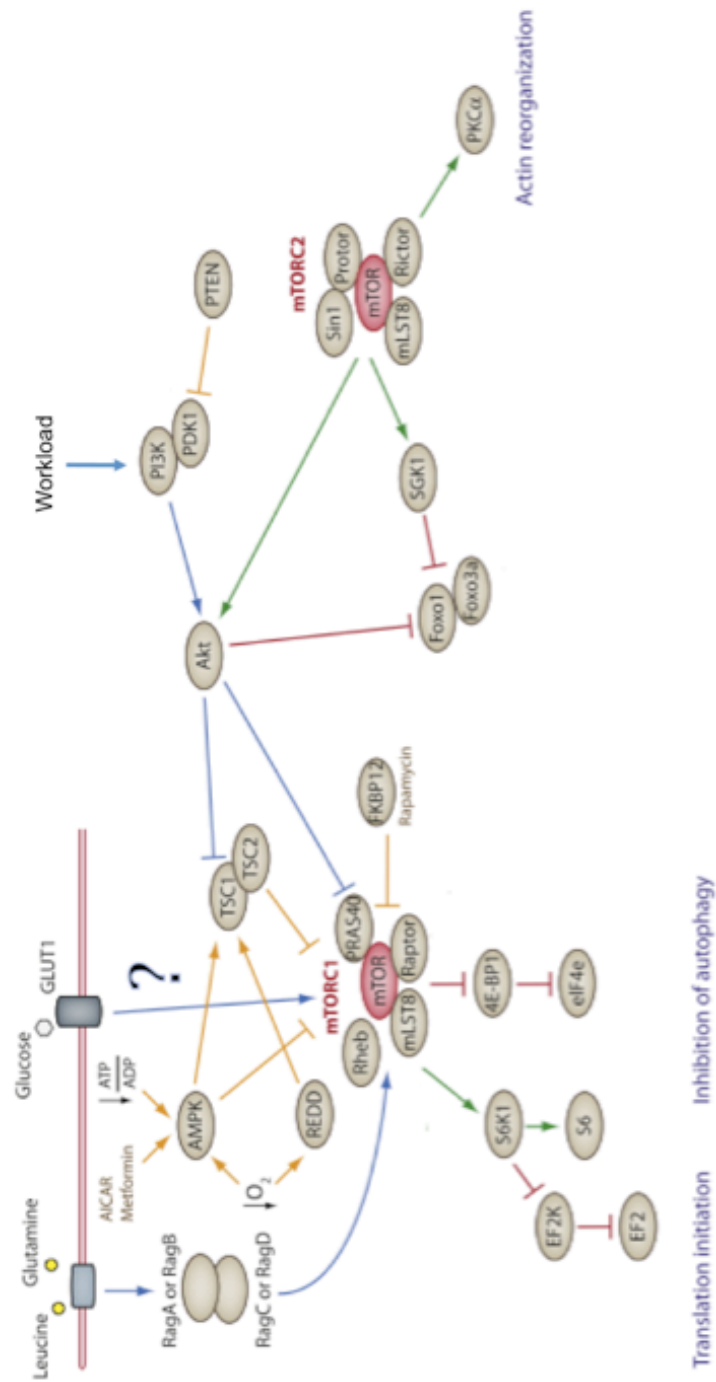 Leucine
Glutamine
Glucose
GLUT1
Workload
AICAR
Metformin
ATP
ADP
?
RagA or RagB
RagC or RagD
AMPK
O2
REDD
TSC1
TSC2
Akt
PI3K
PDK1
PTEN
mTORC1
Rheb
PRAS40
mTOR
mLST8
Raptor
FKBP12
Rapamycin
mTORC2
Sin1
Protor
mTOR
mLST8
Rictor
Foxo1
Foxo3a
SGK1
PKCα
S6K1
S6
EF2K
EF2
4E-BP1
eIF4e
Translation initiation
Inhibition of autophagy
Actin reorganization